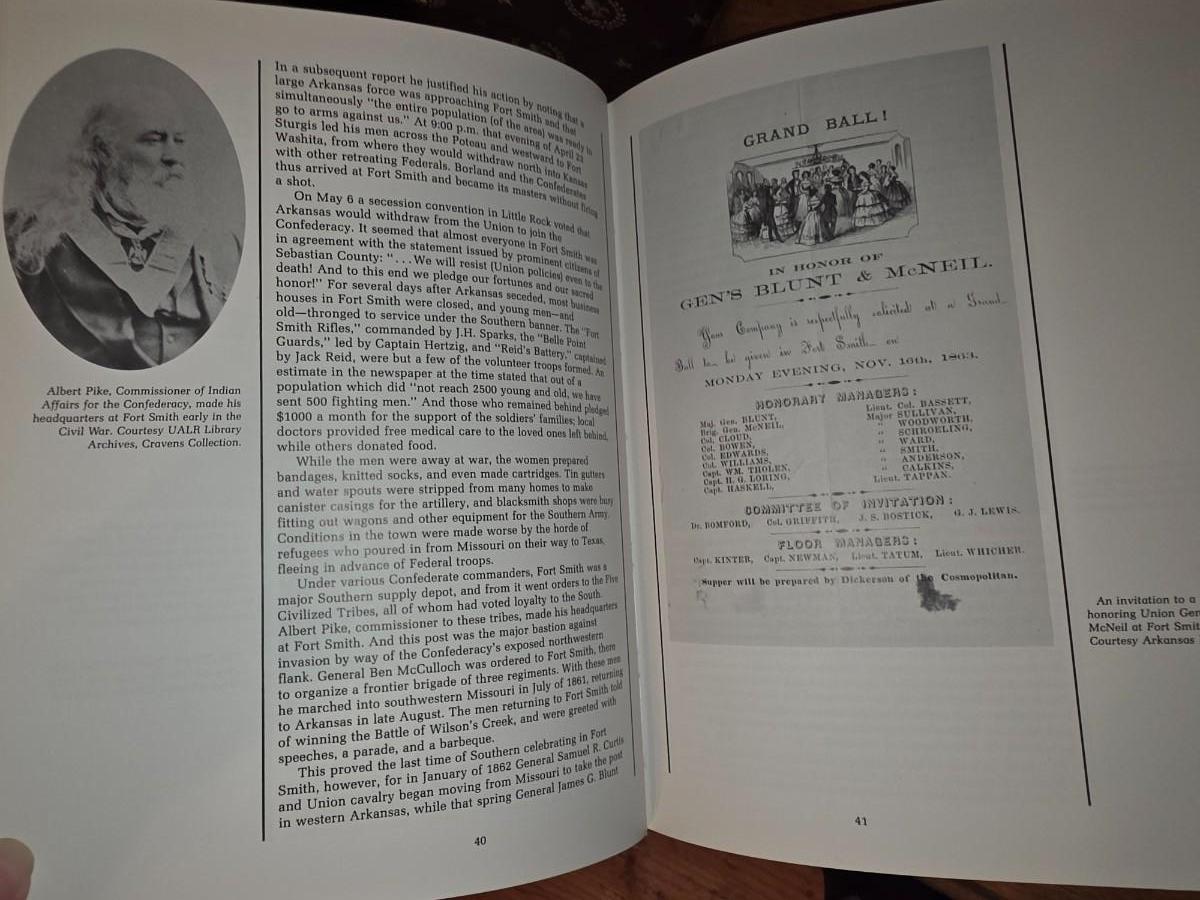 Albert Pike, Commissioner of Indian
Affairs for the Confederacy, made his
headquarters at Fort Smith early in the
Civil War. Courtesy UALR Library
Archives, Cravens Collection.
In a subsequent report he justified his action by noting that a
large Arkansas force was approaching Fort Smith and that
simultaneously "the entire population (of the area) was ready to
go to arms against us." At 9:00 p.m. that evening of April 23
Sturgis led his men across the Poteau and westward to Fort
Washita, from where they would withdraw north into Kansas
with other retreating Federals. Borland and the Confederates
thus arrived at Fort Smith and became its masters without firing
a shot.
On May 6 a secession convention in Little Rock voted that
Arkansas would withdraw from the Union to join the
Confederacy. It seemed that almost everyone in Fort Smith was
in agreement with the statement issued by prominent citizens of
Sebastian County: "...We will resist (Union policies) even to the
death! And to this end we pledge our fortunes and our sacred
honor!" For several days after Arkansas seceded, most business
houses in Fort Smith were closed, and young men—and
old—thronged to service under the Southern banner. The "Fort
Smith Rifles," commanded by J.H. Sparks, the "Belle Point
Guards," led by Captain Hertzig, and "Reid's Battery," captained
by Jack Reid, were but a few of the volunteer troops formed. An
estimate in the newspaper at the time stated that out of a
population which did "not reach 2500 young and old, we have
sent 500 fighting men." And those who remained behind pledged
$1000 a month for the support of the soldiers' families; local
doctors provided free medical care to the loved ones left behind,
while others donated food.
While the men were away at war, the women prepared
bandages, knitted socks, and even made cartridges. Tin gutters
and water spouts were stripped from many homes to make
canister casings for the artillery, and blacksmith shops were busy
fitting out wagons and other equipment for the Southern Army.
Conditions in the town were made worse by the horde of
refugees who poured in from Missouri on their way to Texas,
fleeing in advance of Federal troops.
Under various Confederate commanders, Fort Smith was a
major Southern supply depot, and from it went orders to the Five
Civilized Tribes, all of whom had voted loyalty to the South.
Albert Pike, commissioner to these tribes, made his headquarters
at Fort Smith. And this post was the major bastion against
invasion by way of the Confederacy's exposed northwestern
flank. General Ben McCulloch was ordered to Fort Smith, there
to organize a frontier brigade of three regiments. With these men
he marched into southwestern Missouri in July of 1861, returning
to Arkansas in late August. The men returning to Fort Smith told
of winning the Battle of Wilson's Creek, and were greeted with
speeches, a parade, and a barbeque.
This proved the last time of Southern celebrating in Fort
Smith, however, for in January of 1862 General Samuel R. Curtis
and Union cavalry began moving from Missouri to take the post
in western Arkansas, while that spring General James G. Blunt
40
GRAND BALL!
IN HONOR OF
GEN'S BLUNT & McNEIL.
Your Company is respectfully solicited at a Grand
Ball to be given in Fort Smith on
MONDAY EVENING, NOV. 16th, 1863.
HONORARY MANAGERS:
Maj. Gen. BLUNT,
Brig. Gen. McNEIL,
Col. CLOUD,
Col. BOWEN,
Col. EDWARDS,
Col. WILLIAMS,
Capt. WM. THOLEN,
Capt. H. G. LORING,
Capt. HASKELL,
Lieut. Col. BASSETT,
Major SULLIVAN,
" WOODWORTH,
" SCHROELING,
" WARD,
" SMITH,
" ANDERSON,
" CALKINS,
Lieut. TAPPAN.
COMMITTEE OF INVITATION:
Dr. BOMFORD, Col. GRIFFITH, J. S. BOSTICK, G. J. LEWIS.
FLOOR MANAGERS:
Capt. KINTER, Capt. NEWMAN, Lieut. TATUM, Lieut. WHICHER.
Supper will be prepared by Dickerson of the Cosmopolitan.
41
An invitation to a
honoring Union Gen
McNeil at Fort Smit
Courtesy Arkansas